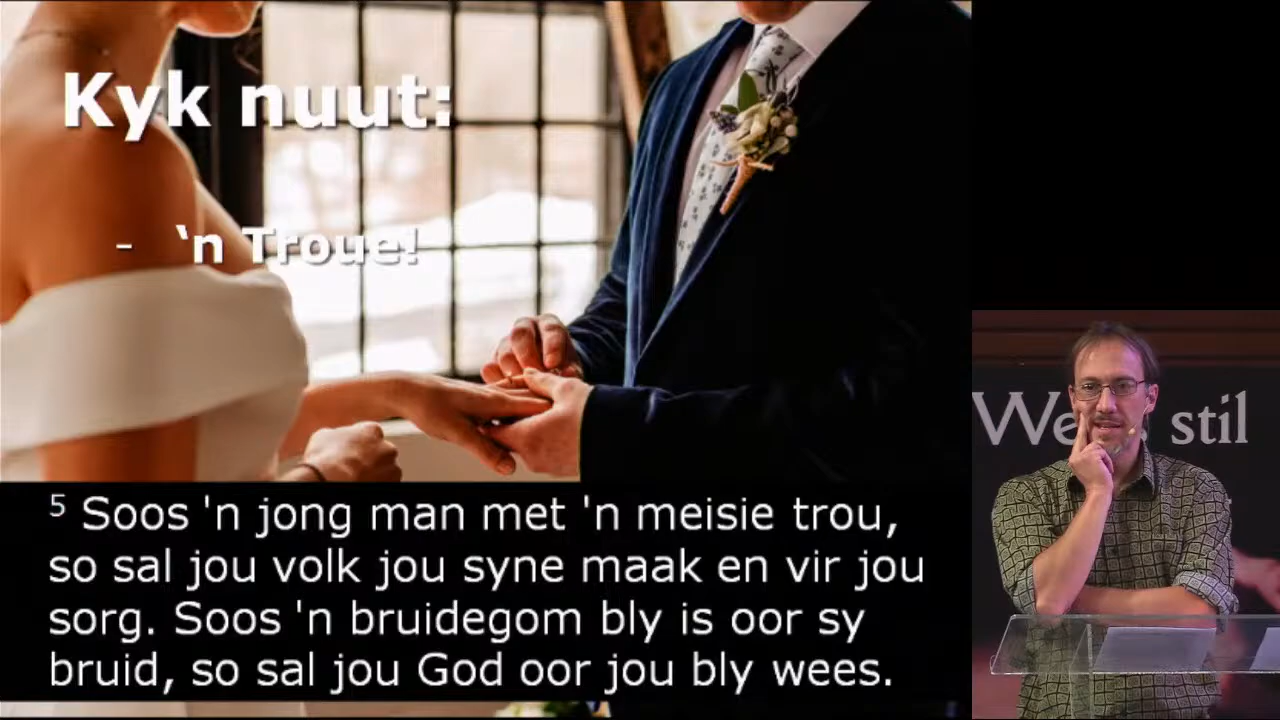 Kyk nuut:
- 'n Troue!
⁵ Soos 'n jong man met 'n meisie trou,
so sal jou volk jou syne maak en vir jou
sorg. Soos 'n bruidegom bly is oor sy
bruid, so sal jou God oor jou bly wees.
stil